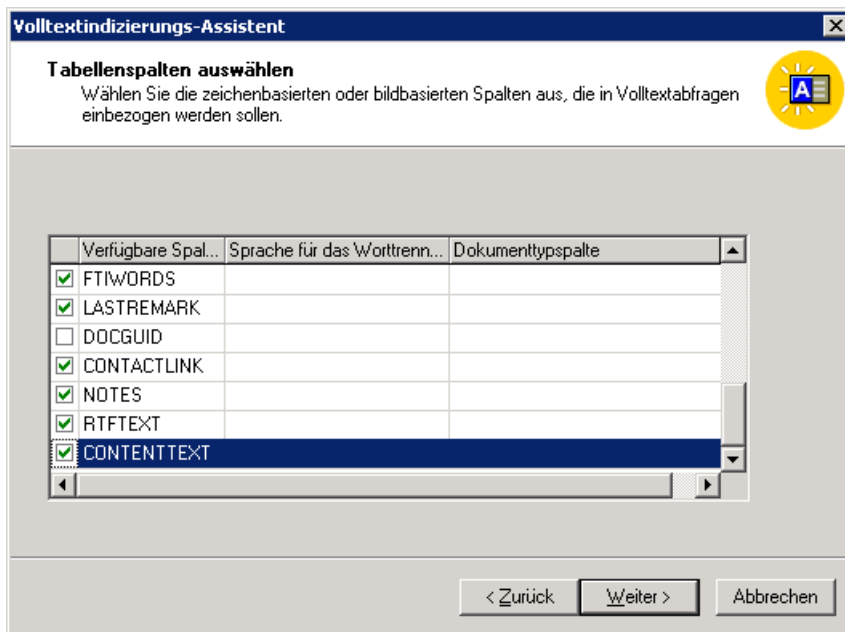 Volltextindizierungs-Assistent
Tabellenspalten auswählen
Wählen Sie die zeichenbasierten oder bildbasierten Spalten aus, die in Volltextabfragen
einbezogen werden sollen.
A
Verfügbare Spal... Sprache für das Worttrenn... Dokumenttypspalte
FTIWORDS
LASTREMARK
DOCGUID
CONTACTLINK
NOTES
RTFTEXT
CONTENTTEXT
< Zurück Weiter > Abbrechen